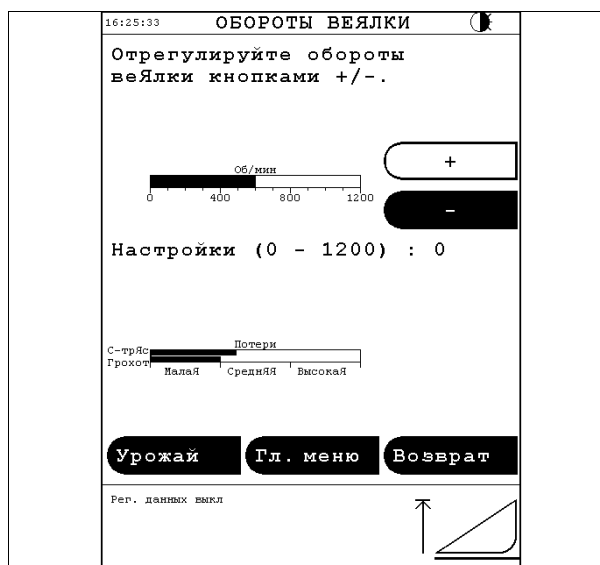 16:25:33 ОБОРОТЫ ВЕЯЛКИ
Отрегулируйте обороты
веЯлки кнопками +/-.
+
Об/мин
0 400 800 1200
-
Настройки (0 - 1200) : 0
Потери
С-трЯс
Грохот
МалаЯ СреднЯЯ ВысокаЯ
Урожай Гл. меню Возврат
Рег. данных выкл